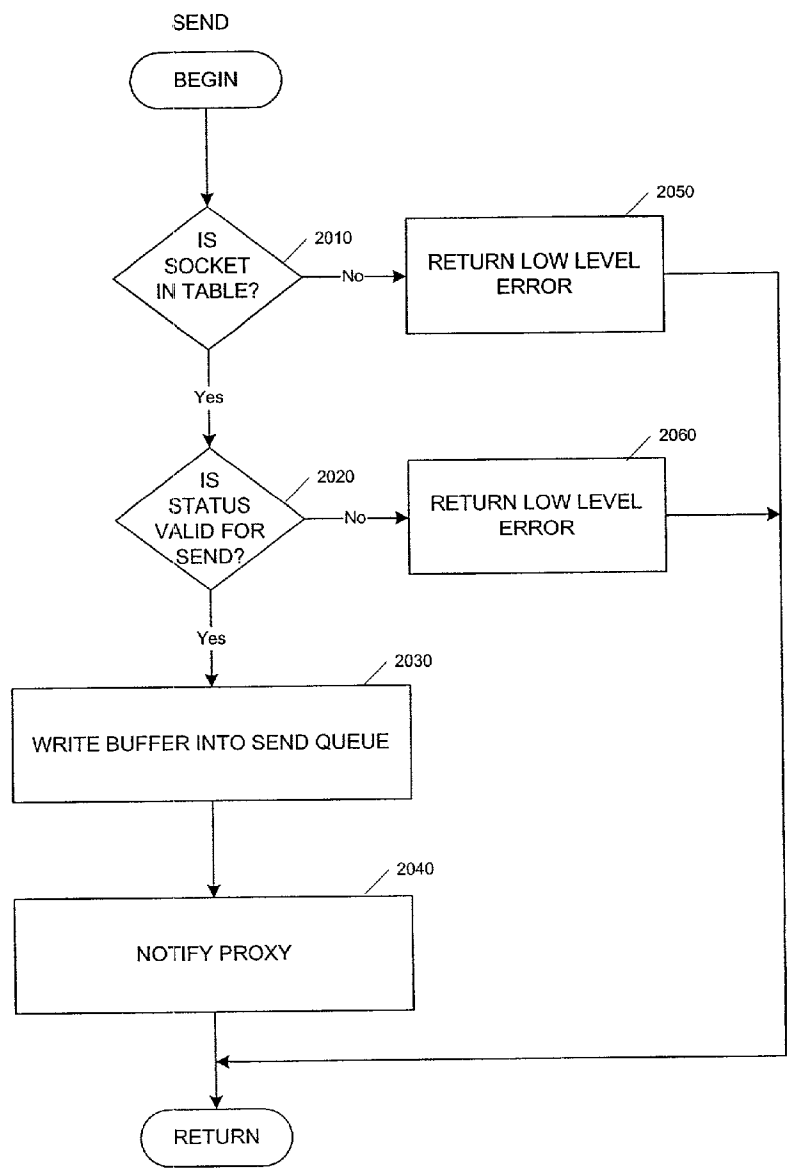 SEND
BEGIN
IS
SOCKET
IN TABLE?
2010
No
2050
RETURN LOW LEVEL
ERROR
Yes
IS
STATUS
VALID FOR
SEND?
2020
No
2060
RETURN LOW LEVEL
ERROR
Yes
2030
WRITE BUFFER INTO SEND QUEUE
2040
NOTIFY PROXY
RETURN